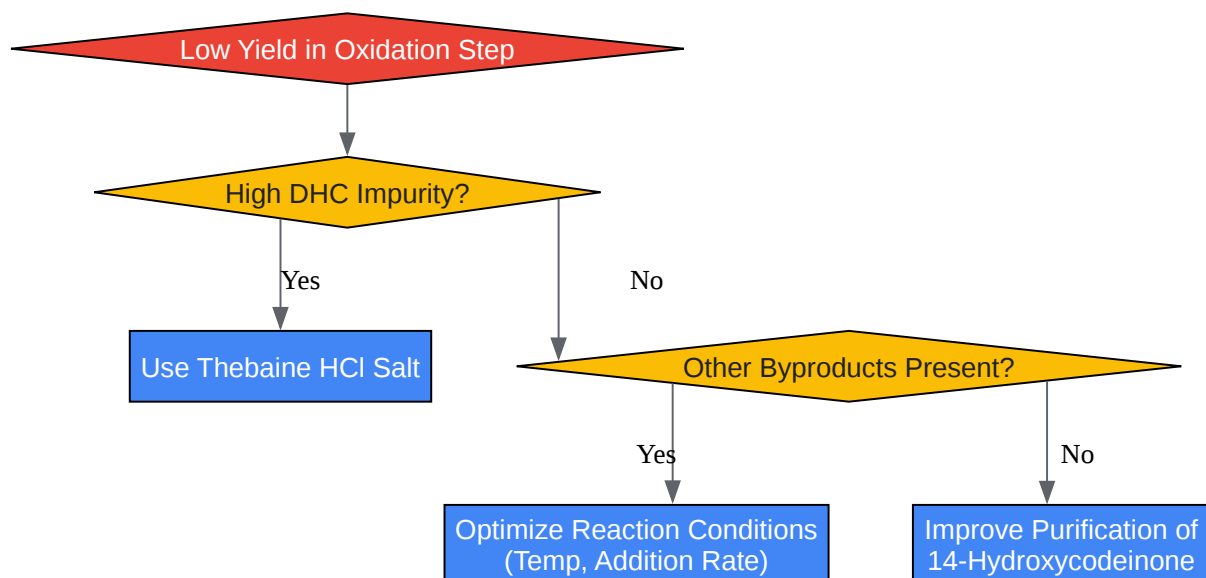 Low Yield in Oxidation Step
High DHC Impurity?
Yes
No
Use Thebaine HCl Salt
Other Byproducts Present?
Yes
No
Optimize Reaction Conditions
(Temp, Addition Rate)
Improve Purification of
14-Hydroxycodeinone